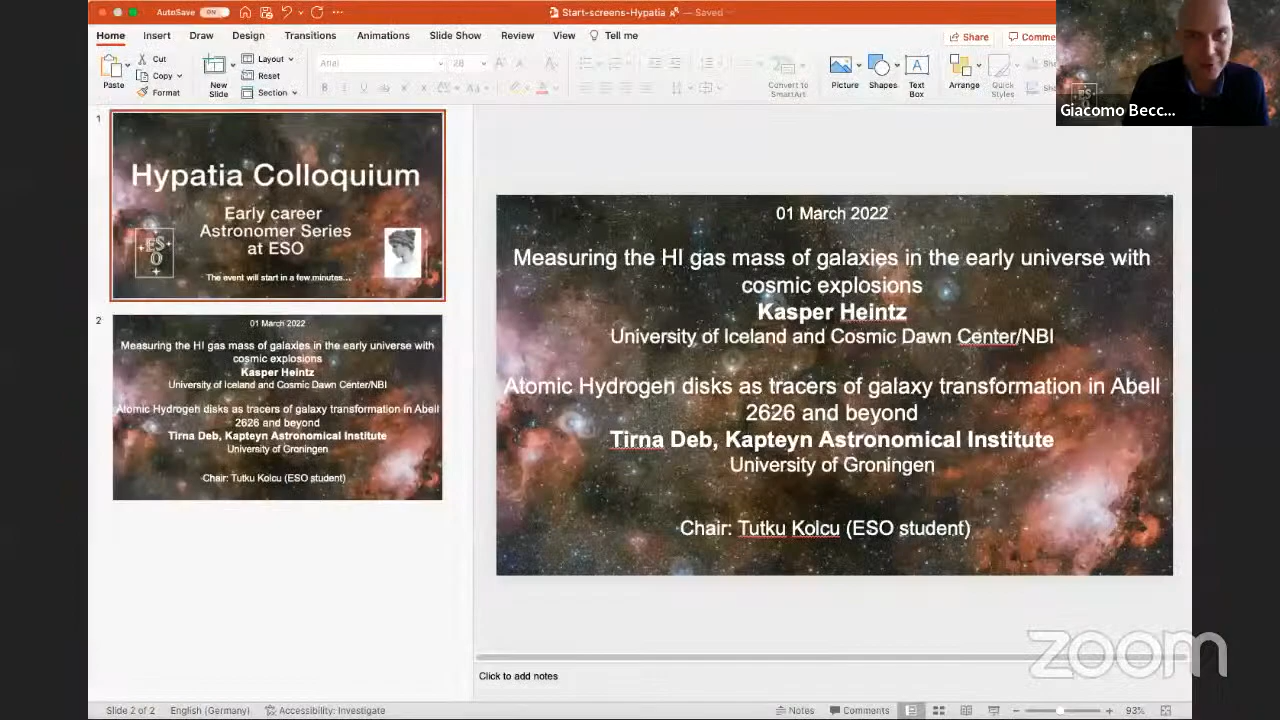 AutoSave ON
Start-screens-Hypatia — Saved
Home Insert Draw Design Transitions Animations Slide Show Review View Tell me
Share Comme
Paste
Cut
Copy
Format
New
Slide
Layout
Reset
Section
Arial 28
Convert to
SmartArt
Picture
Shapes
Text
Box
Arrange
Quick
Styles
Giacomo Becc...
1
Hypatia Colloquium
Early career
Astronomer Series
at ESO
The event will start in a few minutes...
2
01 March 2022
Measuring the HI gas mass of galaxies in the early universe with
cosmic explosions
Kasper Heintz
University of Iceland and Cosmic Dawn Center/NBI
Atomic Hydrogen disks as tracers of galaxy transformation in Abell
2626 and beyond
Tirna Deb, Kapteyn Astronomical Institute
University of Groningen
Chair: Tutku Kolcu (ESO student)
01 March 2022
Measuring the HI gas mass of galaxies in the early universe with
cosmic explosions
Kasper Heintz
University of Iceland and Cosmic Dawn Center/NBI
Atomic Hydrogen disks as tracers of galaxy transformation in Abell
2626 and beyond
Tirna Deb, Kapteyn Astronomical Institute
University of Groningen
Chair: Tutku Kolcu (ESO student)
zoom
Click to add notes
Slide 2 of 2 English (Germany) Accessibility: Investigate
Notes Comments 93%